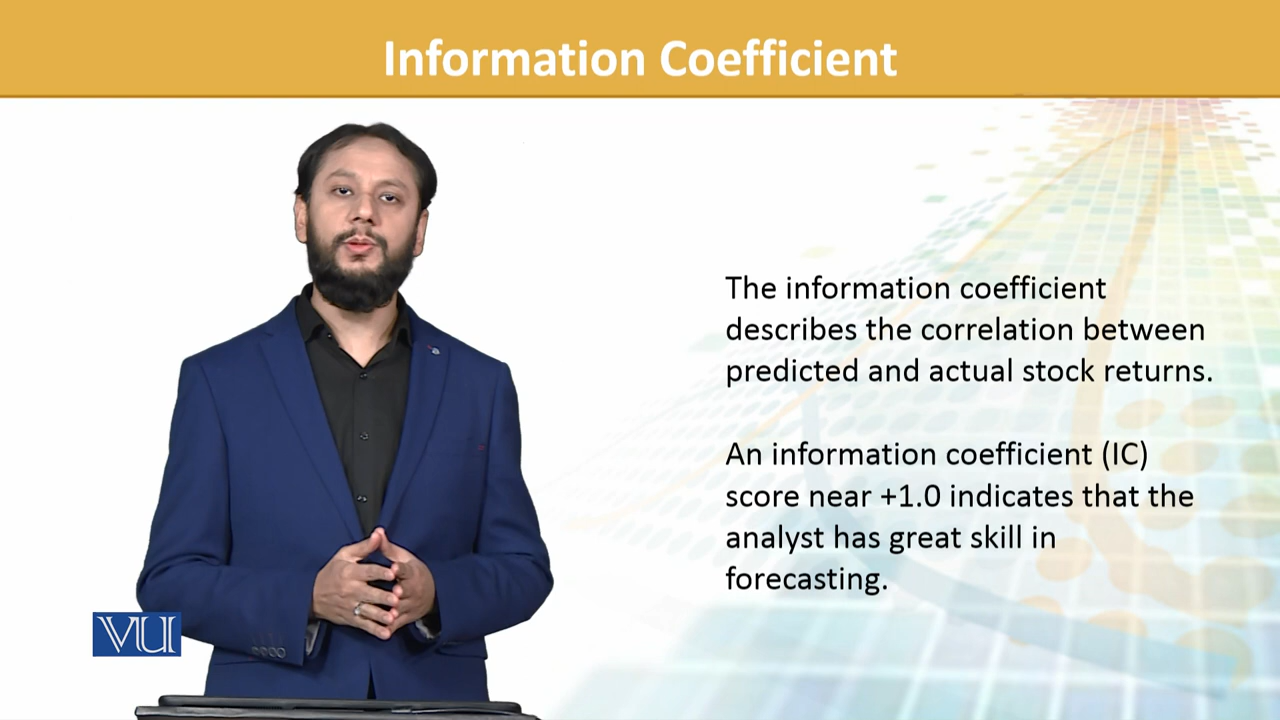 Information Coefficient
The information coefficient
describes the correlation between
predicted and actual stock returns.
An information coefficient (IC)
score near +1.0 indicates that the
analyst has great skill in
forecasting.
VU